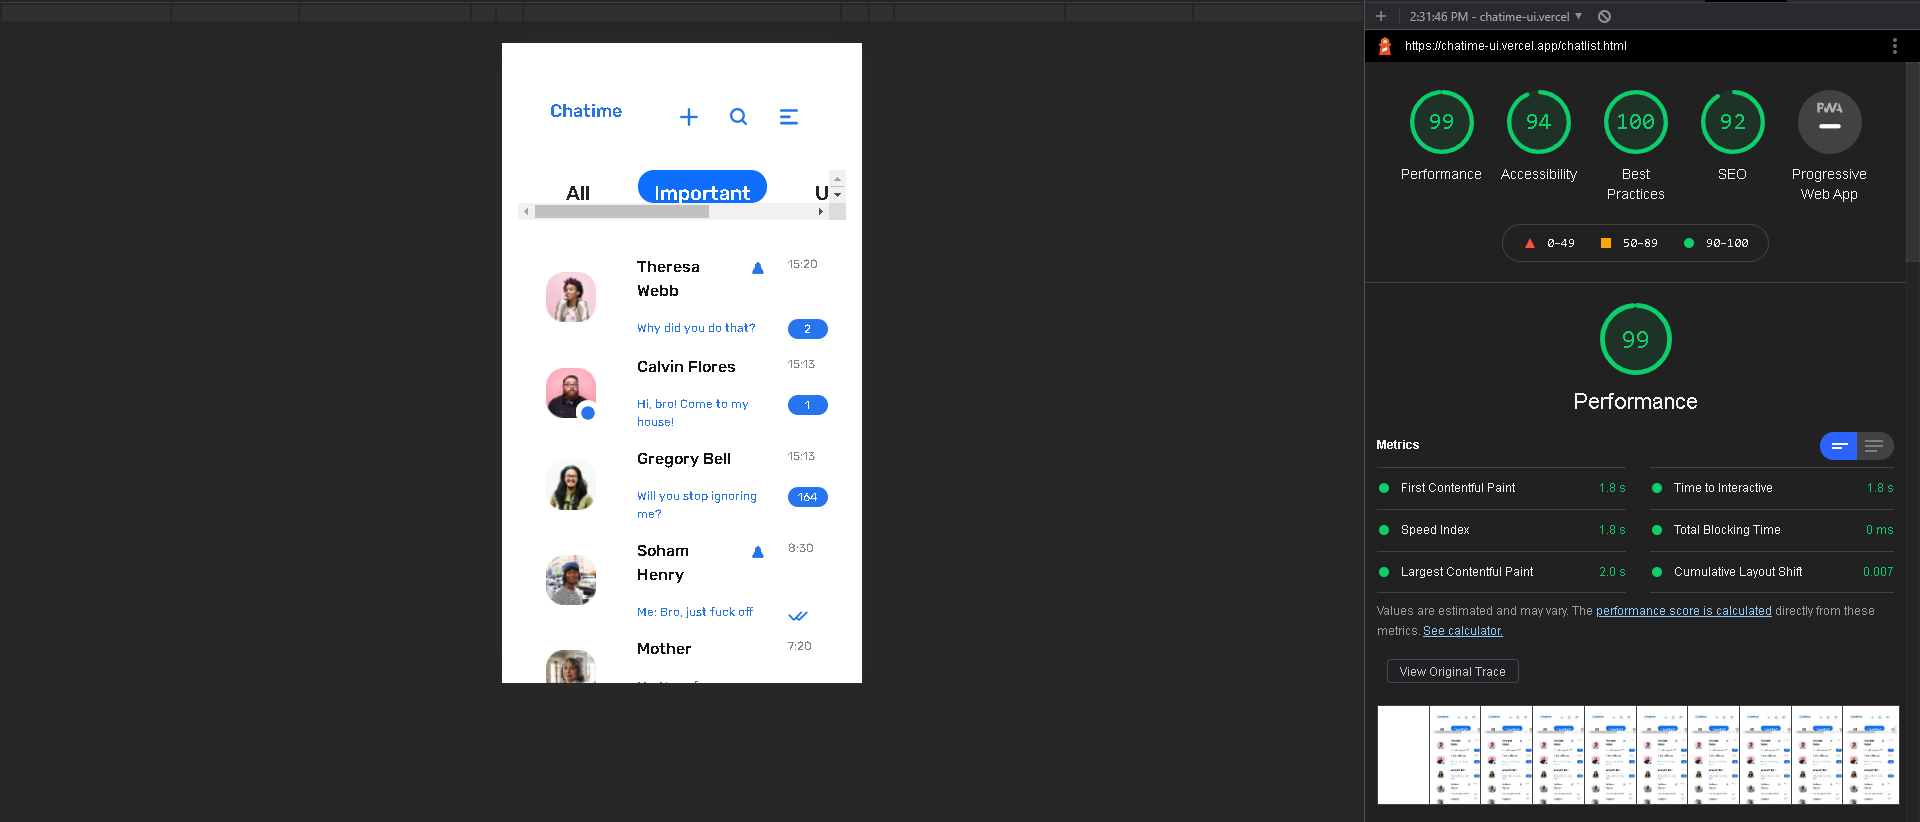 Chatime
All
Important
U
Theresa Webb
15:20
Why did you do that?
2
Calvin Flores
15:13
Hi, bro! Come to my
house!
1
Gregory Bell
15:13
Will you stop ignoring
me?
164
Soham Henry
8:30
Me: Bro, just fuck off
Mother
7:20
2:31:46 PM - chatime-ui.vercel
https://chatime-ui.vercel.app/chatlist.html
99
94
100
92
PWA
Performance
Accessibility
Best
Practices
SEO
Progressive
Web App
0–49
50–89
90–100
99
Performance
Metrics
First Contentful Paint 1.8 s
Time to Interactive 1.8 s
Speed Index 1.8 s
Total Blocking Time 0 ms
Largest Contentful Paint 2.0 s
Cumulative Layout Shift 0.007
Values are estimated and may vary. The performance score is calculated directly from these
metrics. See calculator.
View Original Trace